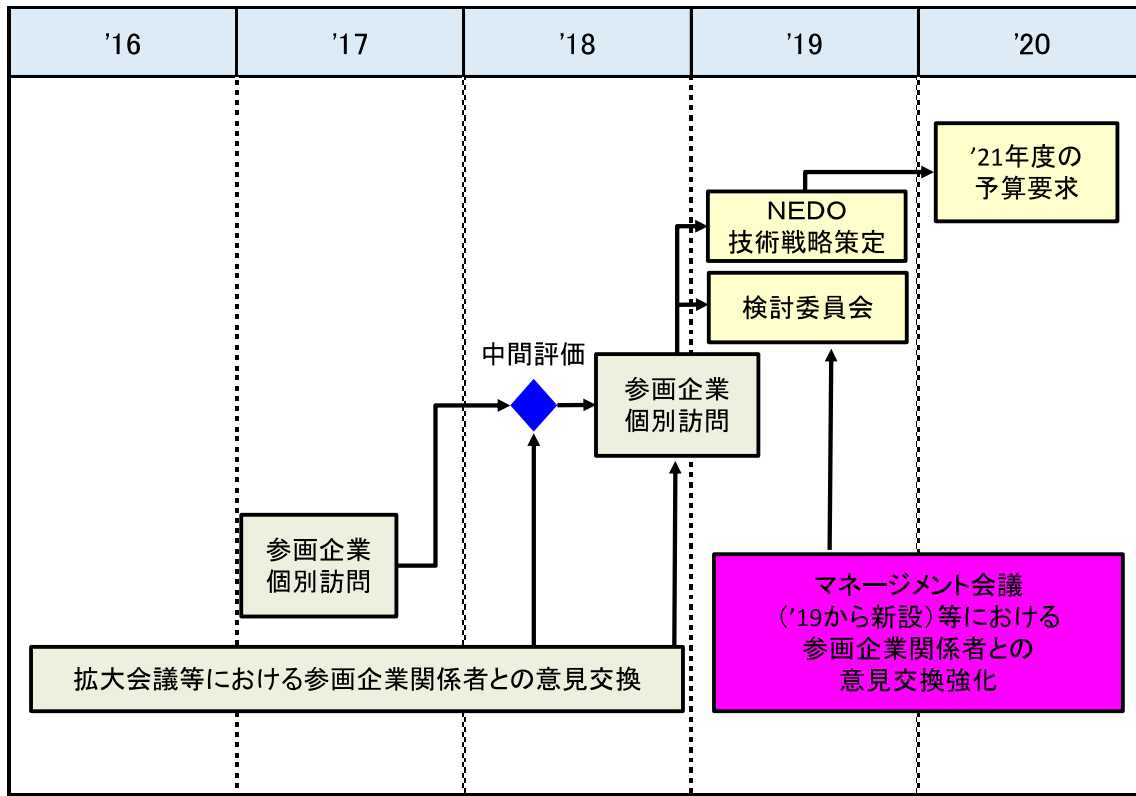 ’16
’17
’18
’19
’20
’21年度の
予算要求
NEDO
技術戦略策定
検討委員会
中間評価
参画企業
個別訪問
参画企業
個別訪問
マネージメント会議
（’19から新設）等における
参画企業関係者との
意見交換強化
拡大会議等における参画企業関係者との意見交換